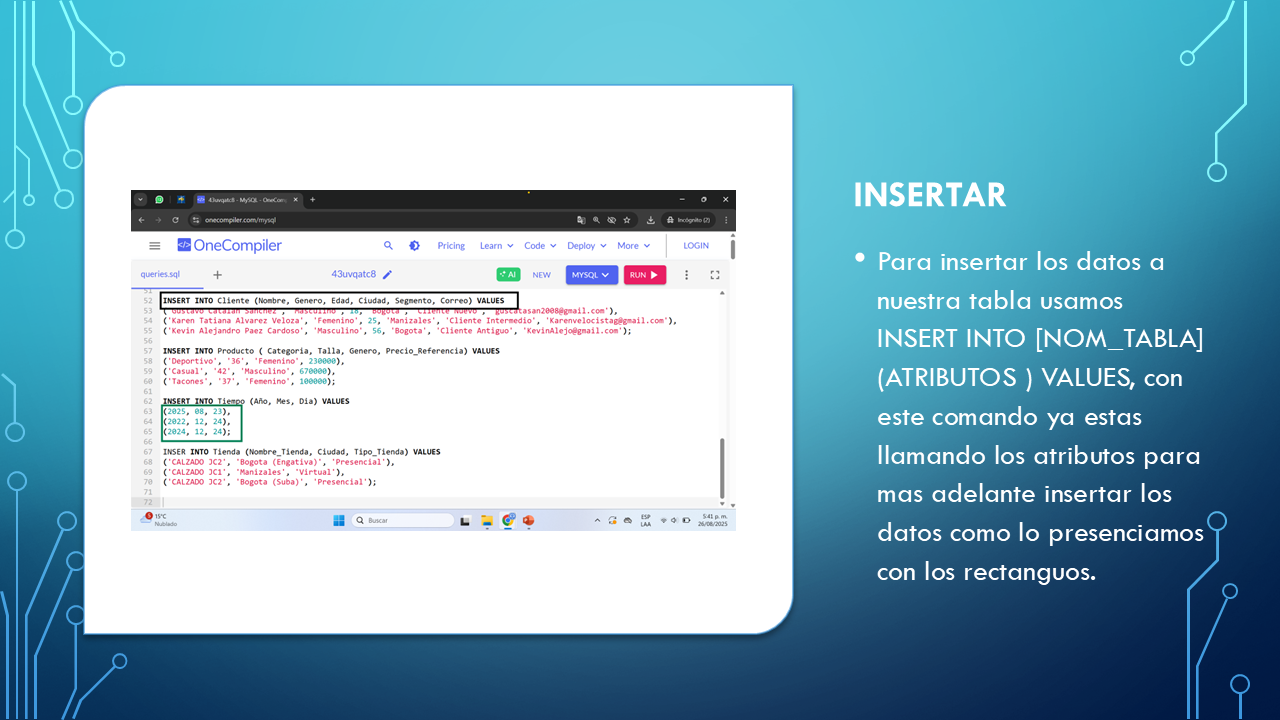 43uvqatc8 - MySQL - OneCom
onecompiler.com/mysql
Incógnito (2)
OneCompiler
Pricing
Learn
Code
Deploy
More
LOGIN
queries.sql
43uvqatc8
AI
NEW
MYSQL
RUN
51
52 INSERT INTO Cliente (Nombre, Genero, Edad, Ciudad, Segmento, Correo) VALUES
53 ('Gustavo Catalan Sanchez', 'Masculino', 18, 'Bogota', 'Cliente Nuevo', 'guscatasan2008@gmail.com'),
54 ('Karen Tatiana Alvarez Veloza', 'Femenino', 25, 'Manizales', 'Cliente Intermedio', 'Karenvelocistag@gmail.com'),
55 ('Kevin Alejandro Paez Cardoso', 'Masculino', 56, 'Bogota', 'Cliente Antiguo', 'KevinAlejo@gmail.com');
56
57 INSERT INTO Producto ( Categoria, Talla, Genero, Precio_Referencia) VALUES
58 ('Deportivo', '36', 'Femenino', 230000),
59 ('Casual', '42', 'Masculino', 670000),
60 ('Tacones', '37', 'Femenino', 100000);
61
62 INSERT INTO Tiempo (Año, Mes, Dia) VALUES
63 (2025, 08, 23),
64 (2022, 12, 24),
65 (2024, 12, 24);
66
67 INSER INTO Tienda (Nombre_Tienda, Ciudad, Tipo_Tienda) VALUES
68 ('CALZADO JC2', 'Bogota (Engativa)', 'Presencial'),
69 ('CALZADO JC1', 'Manizales', 'Virtual'),
70 ('CALZADO JC2', 'Bogota (Suba)', 'Presencial');
71
72
15°C
Nublado
Buscar
ESP
LAA
5:41 p. m.
26/08/2025
INSERTAR
• Para insertar los datos a
nuestra tabla usamos
INSERT INTO [NOM_TABLA]
(ATRIBUTOS ) VALUES, con
este comando ya estas
llamando los atributos para
mas adelante insertar los
datos como lo presenciamos
con los rectanguos.